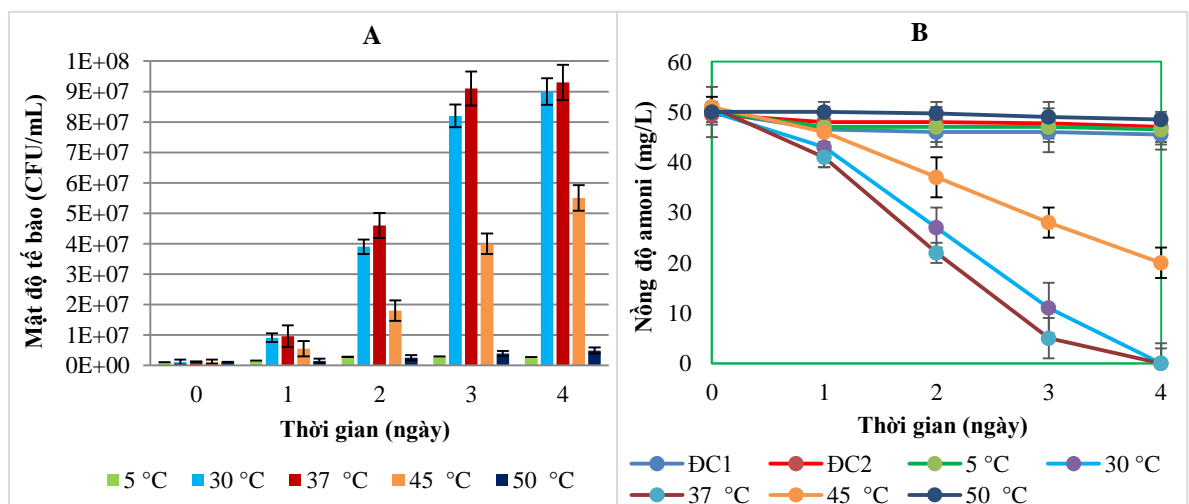 A
Mật độ tế bào (CFU/mL)
1E+08
9E+07
8E+07
7E+07
6E+07
5E+07
4E+07
3E+07
2E+07
1E+07
0E+00
0 1 2 3 4
Thời gian (ngày)
5 °C 30 °C 37 °C 45 °C 50 °C
B
Nồng độ amoni (mg/L)
60
50
40
30
20
10
0
0 1 2 3 4
Thời gian (ngày)
ĐC1 ĐC2 5 °C 30 °C
37 °C 45 °C 50 °C